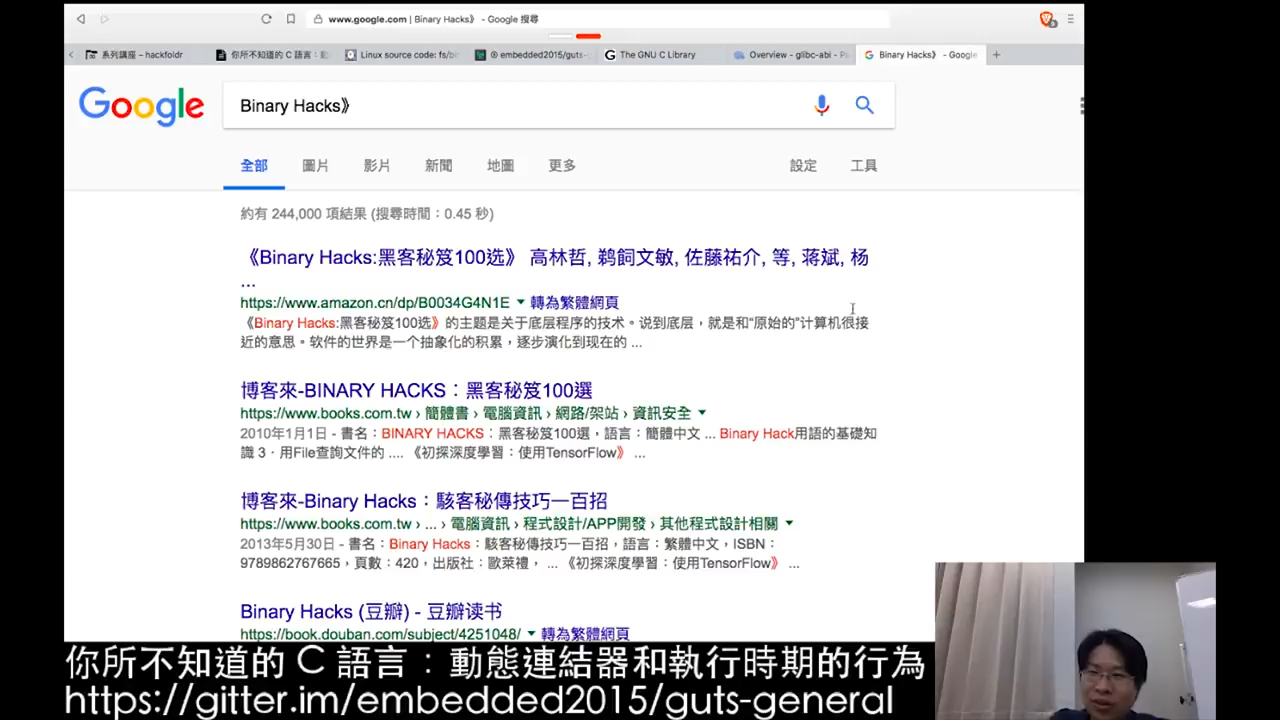 www.google.com | Binary Hacks》 - Google 搜尋
系列講座 – hackfoldr
你所不知道的 C 語言：動
Linux source code: fs/bin
embedded2015/guts-
The GNU C Library
Overview - glibc-abi -
Binary Hacks》 - Google
Google
Binary Hacks》
全部 圖片 影片 新聞 地圖 更多 設定 工具
約有 244,000 項結果 (搜尋時間：0.45 秒)
《Binary Hacks:黑客秘笈100选》 高林哲, 鹈飼文敏, 佐藤祐介, 等, 蒋斌, 杨
...
https://www.amazon.cn/dp/B0034G4N1E ▼ 轉為繁體網頁
《Binary Hacks:黑客秘笈100选》的主题是关于底层程序的技术。说到底层，就是和“原始的”计算机很接
近的意思。软件的世界是一个抽象化的积累，逐步演化到现在的 ...
博客來-BINARY HACKS：黑客秘笈100選
https://www.books.com.tw › 簡體書 › 電腦資訊 › 網路/架站 › 資訊安全 ▼
2010年1月1日 - 書名：BINARY HACKS：黑客秘笈100選，語言：簡體中文 ... Binary Hack用語的基礎知
識 3．用File查詢文件的 .... 《初探深度學習：使用TensorFlow》 ...
博客來-Binary Hacks：駭客秘傳技巧一百招
https://www.books.com.tw › ... › 電腦資訊 › 程式設計/APP開發 › 其他程式設計相關 ▼
2013年5月30日 - 書名：Binary Hacks：駭客秘傳技巧一百招，語言：繁體中文，ISBN：
9789862767665，頁數：420，出版社：歐萊禮， ... 《初探深度學習：使用TensorFlow》 ...
Binary Hacks (豆瓣) - 豆瓣读书
https://book.douban.com/subject/4251048/ ▼ 轉為繁體網頁
你所不知道的 C 語言：動態連結器和執行時期的行為
https://gitter.im/embedded2015/guts-general